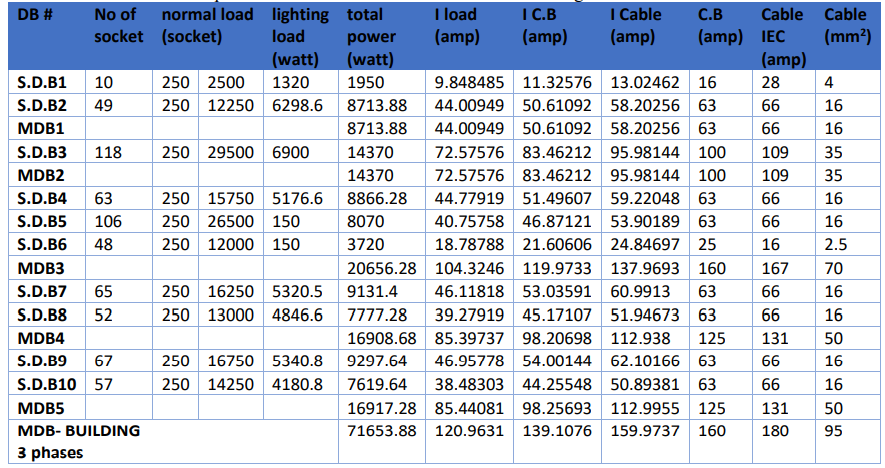 DB # No of socket normal load (socket) lighting load (watt) total power (watt) I load (amp) I C.B (amp) I Cable (amp) C.B (amp) Cable IEC (amp) Cable (mm²)
S.D.B1 10 250 2500 1320 1950 9.848485 11.32576 13.02462 16 28 4
S.D.B2 49 250 12250 6298.6 8713.88 44.00949 50.61092 58.20256 63 66 16
MDB1 8713.88 44.00949 50.61092 58.20256 63 66 16
S.D.B3 118 250 29500 6900 14370 72.57576 83.46212 95.98144 100 109 35
MDB2 14370 72.57576 83.46212 95.98144 100 109 35
S.D.B4 63 250 15750 5176.6 8866.28 44.77919 51.49607 59.22048 63 66 16
S.D.B5 106 250 26500 150 8070 40.75758 46.87121 53.90189 63 66 16
S.D.B6 48 250 12000 150 3720 18.78788 21.60606 24.84697 25 16 2.5
MDB3 20656.28 104.3246 119.9733 137.9693 160 167 70
S.D.B7 65 250 16250 5320.5 9131.4 46.11818 53.03591 60.9913 63 66 16
S.D.B8 52 250 13000 4846.6 7777.28 39.27919 45.17107 51.94673 63 66 16
MDB4 16908.68 85.39737 98.20698 112.938 125 131 50
S.D.B9 67 250 16750 5340.8 9297.64 46.95778 54.00144 62.10166 63 66 16
S.D.B10 57 250 14250 4180.8 7619.64 38.48303 44.25548 50.89381 63 66 16
MDB5 16917.28 85.44081 98.25693 112.9955 125 131 50
MDB- BUILDING 71653.88 120.9631 139.1076 159.9737 160 180 95
3 phases